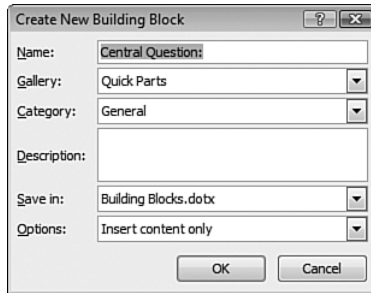 Create New Building Block
Name: Central Question:
Gallery: Quick Parts
Category: General
Description:
Save in: Building Blocks.dotx
Options: Insert content only
OK Cancel